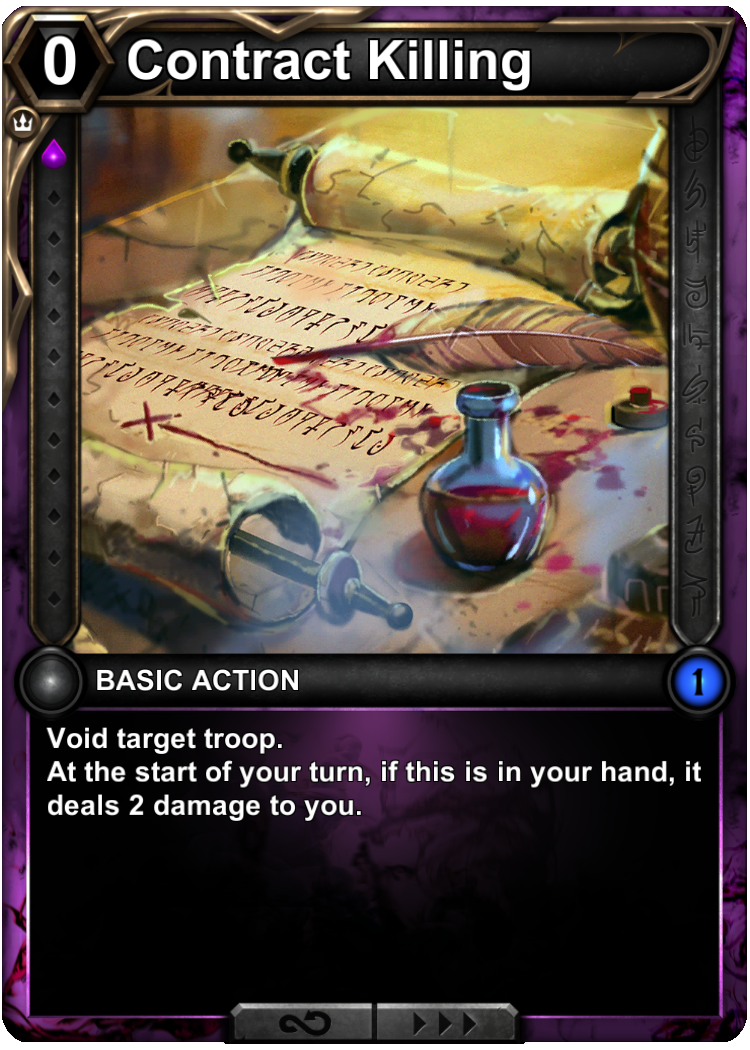 0
Contract Killing
BASIC ACTION
1
Void target troop.
At the start of your turn, if this is in your hand, it
deals 2 damage to you.